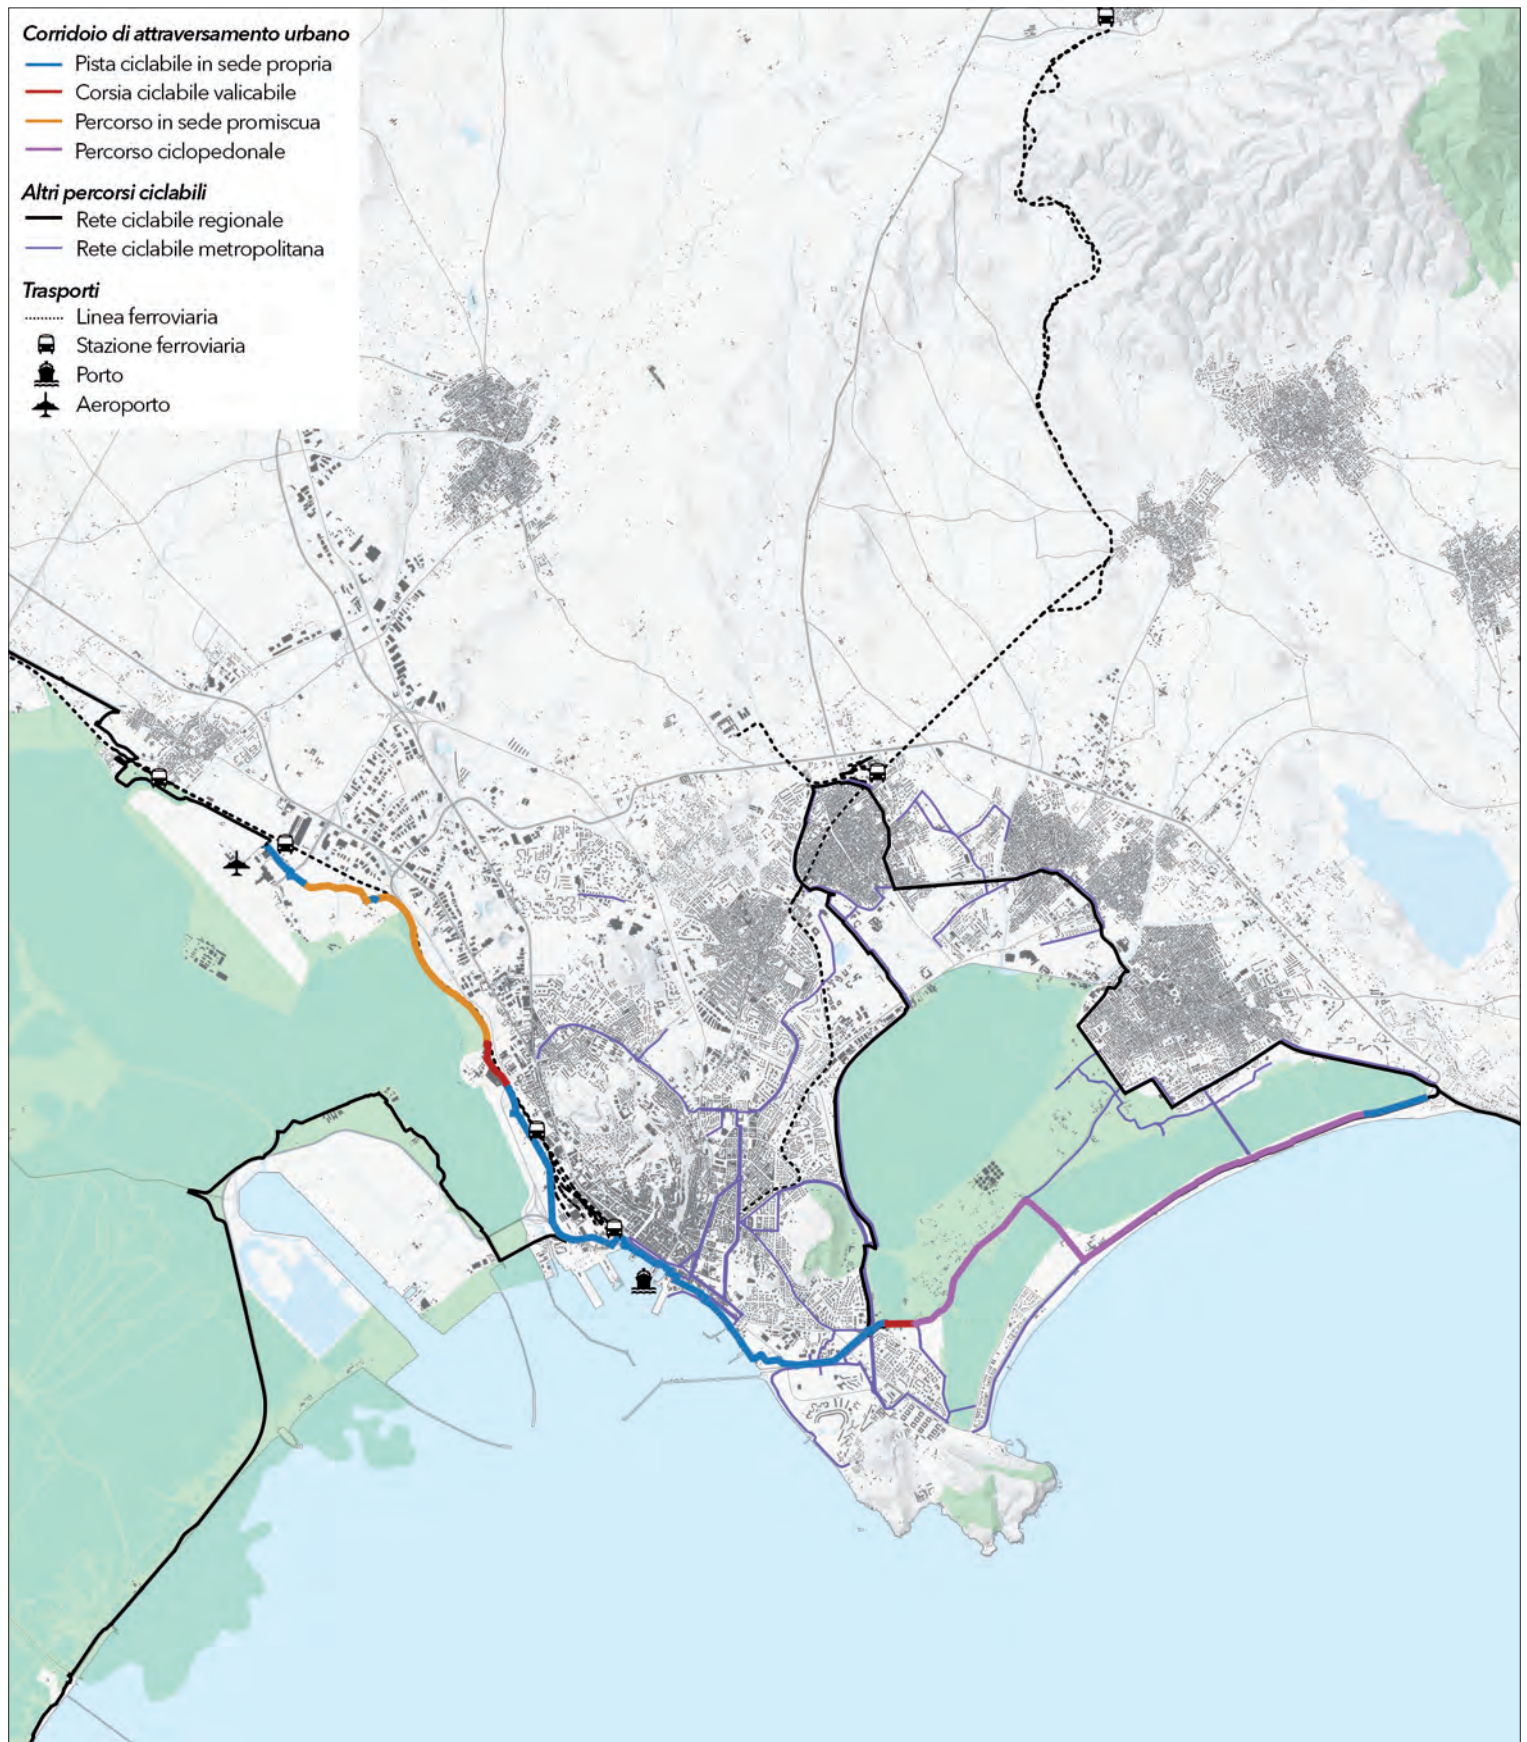 Corridoio di attraversamento urbano
Pista ciclabile in sede propria
Corsia ciclabile valicabile
Percorso in sede promiscua
Percorso ciclopedonale
Altri percorsi ciclabili
Rete ciclabile regionale
Rete ciclabile metropolitana
Trasporti
Linea ferroviaria
Stazione ferroviaria
Porto
Aeroporto